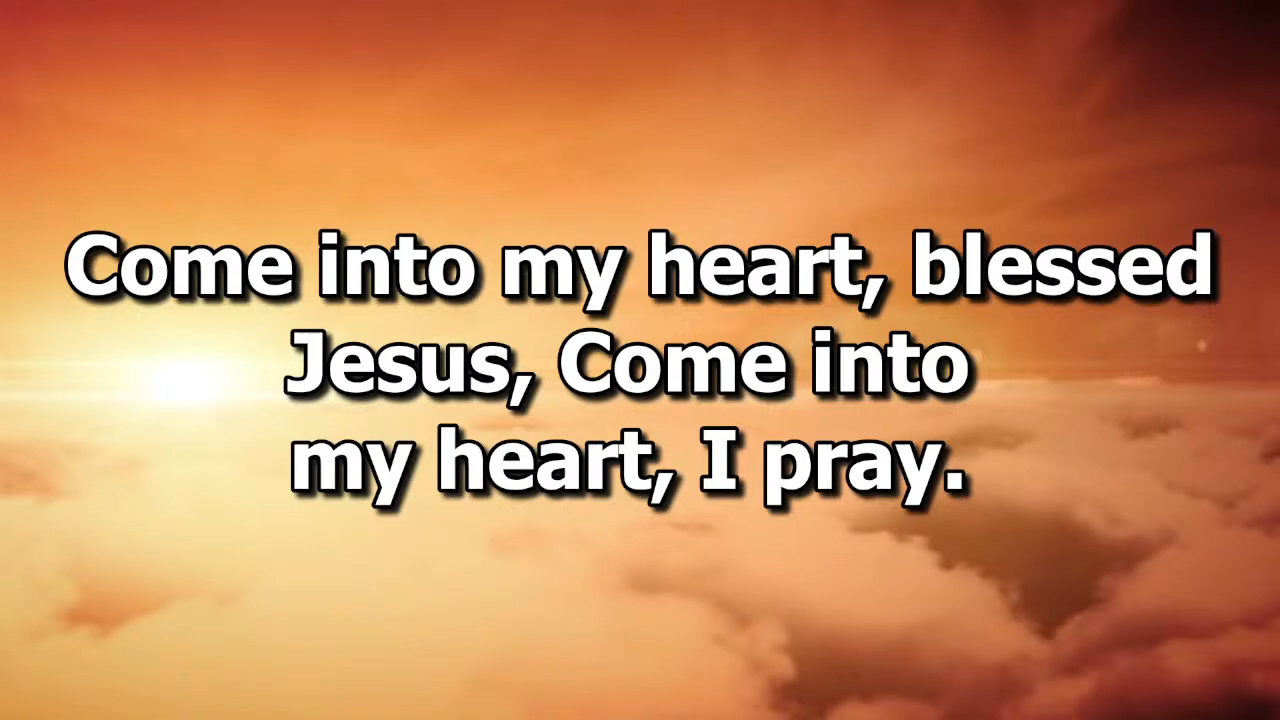 Come into my heart, blessed
Jesus, Come into
my heart, I pray.